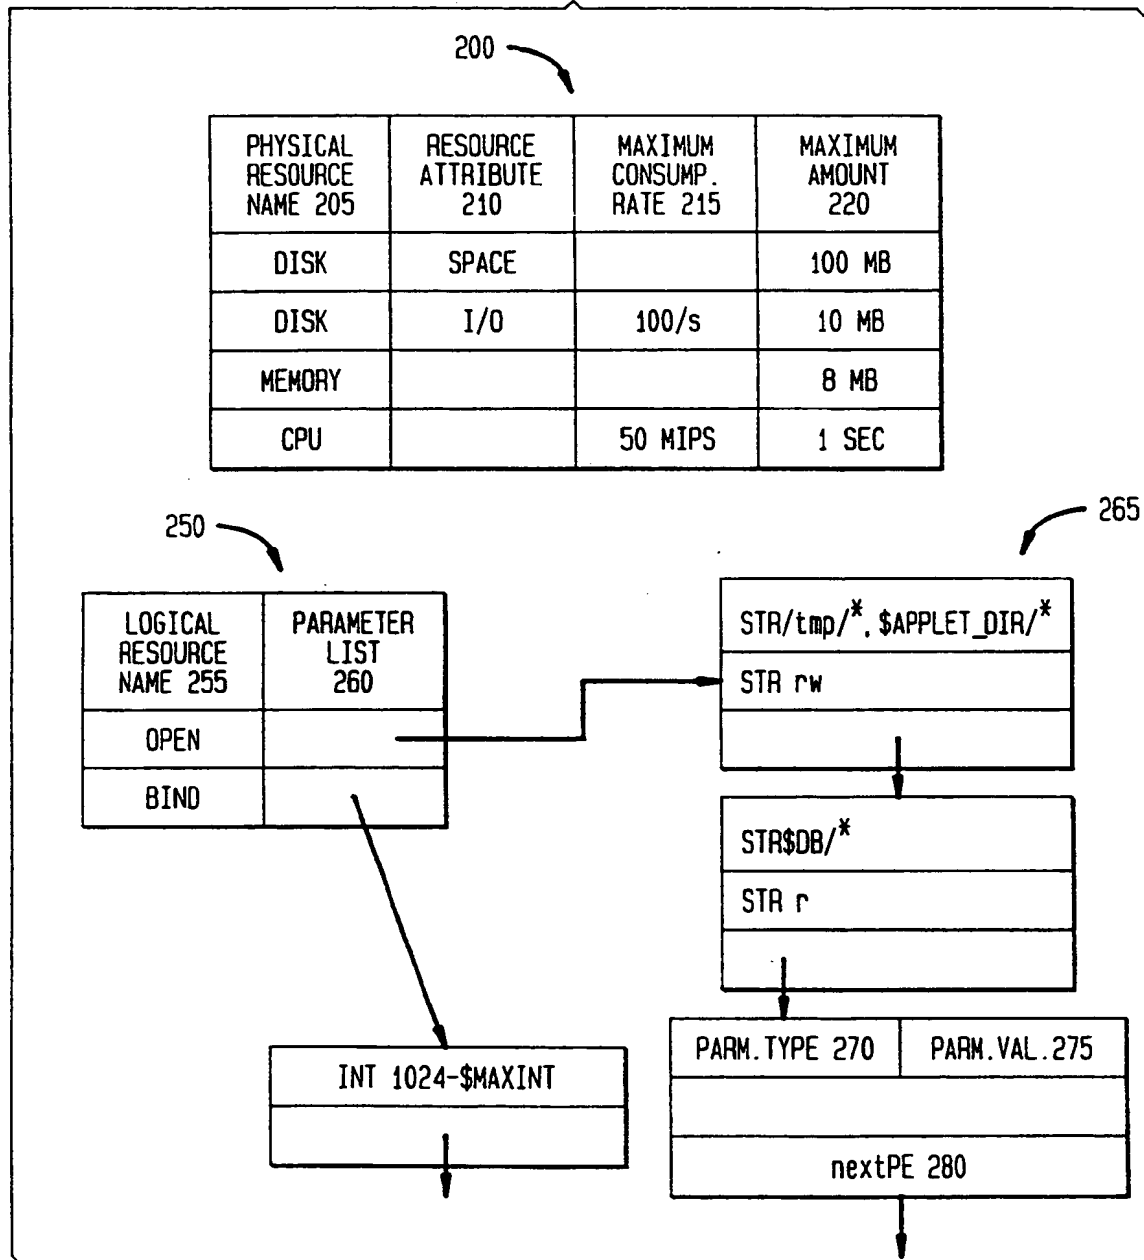 200
PHYSICAL RESOURCE NAME 205
RESOURCE ATTRIBUTE 210
MAXIMUM CONSUMP. RATE 215
MAXIMUM AMOUNT 220
DISK SPACE 100 MB
DISK I/O 100/s 10 MB
MEMORY 8 MB
CPU 50 MIPS 1 SEC
250
LOGICAL RESOURCE NAME 255
PARAMETER LIST 260
OPEN
BIND
265
STR/tmp/*, $APPLET_DIR/*
STR rw
STR$DB/*
STR r
PARM.TYPE 270 PARM.VAL.275
nextPE 280
INT 1024-$MAXINT